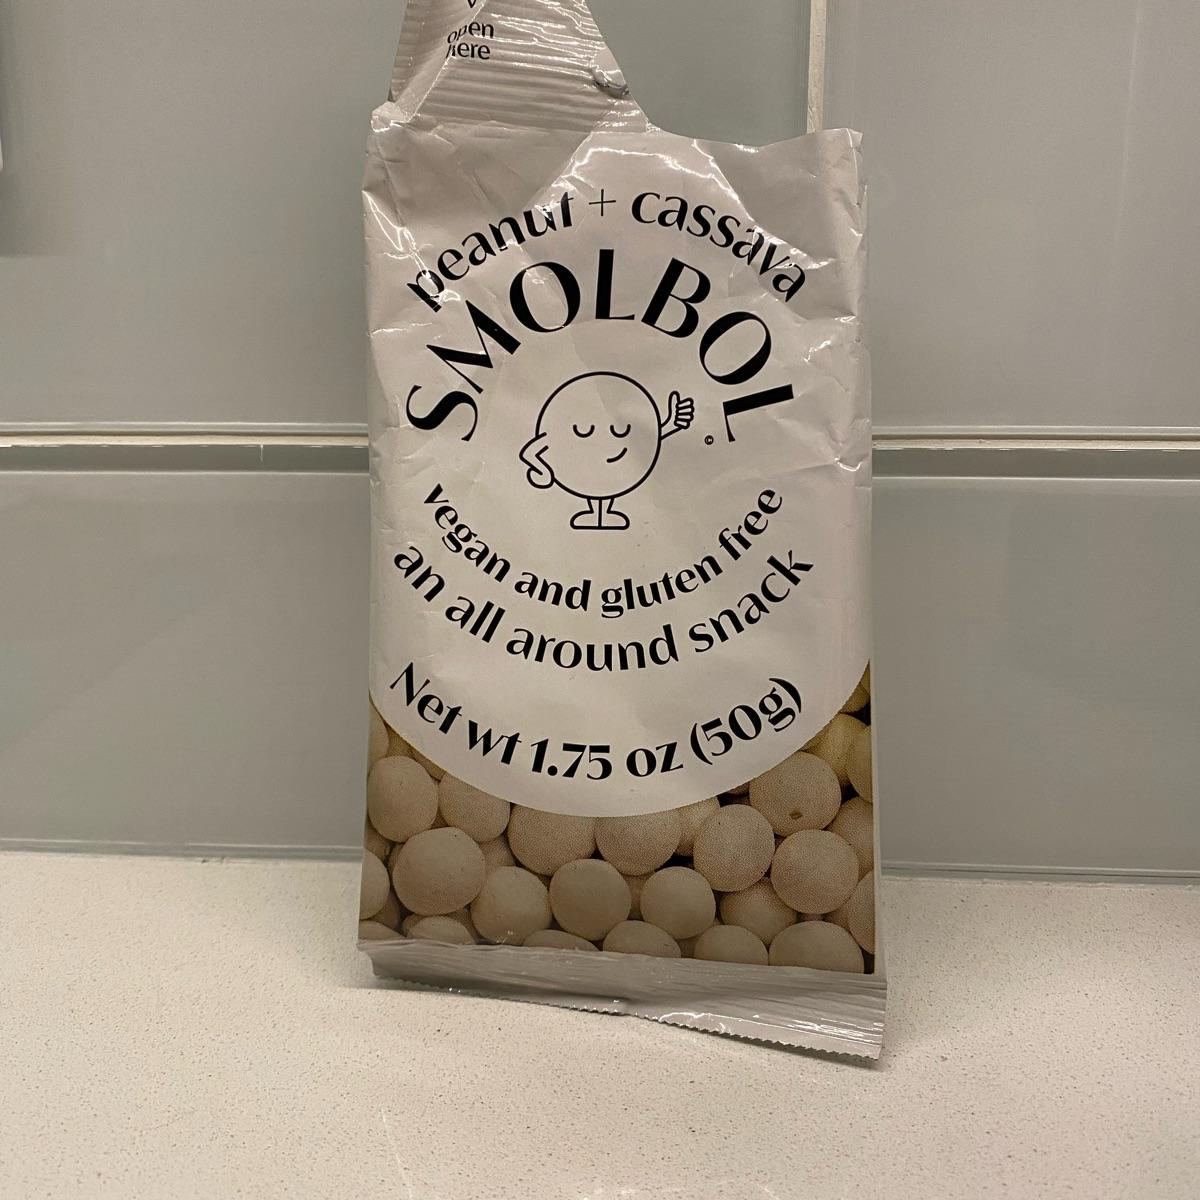 open
here
peanut + cassava
SMOLBOL
©
vegan and gluten free
an all around snack
Net wt 1.75 oz (50g)